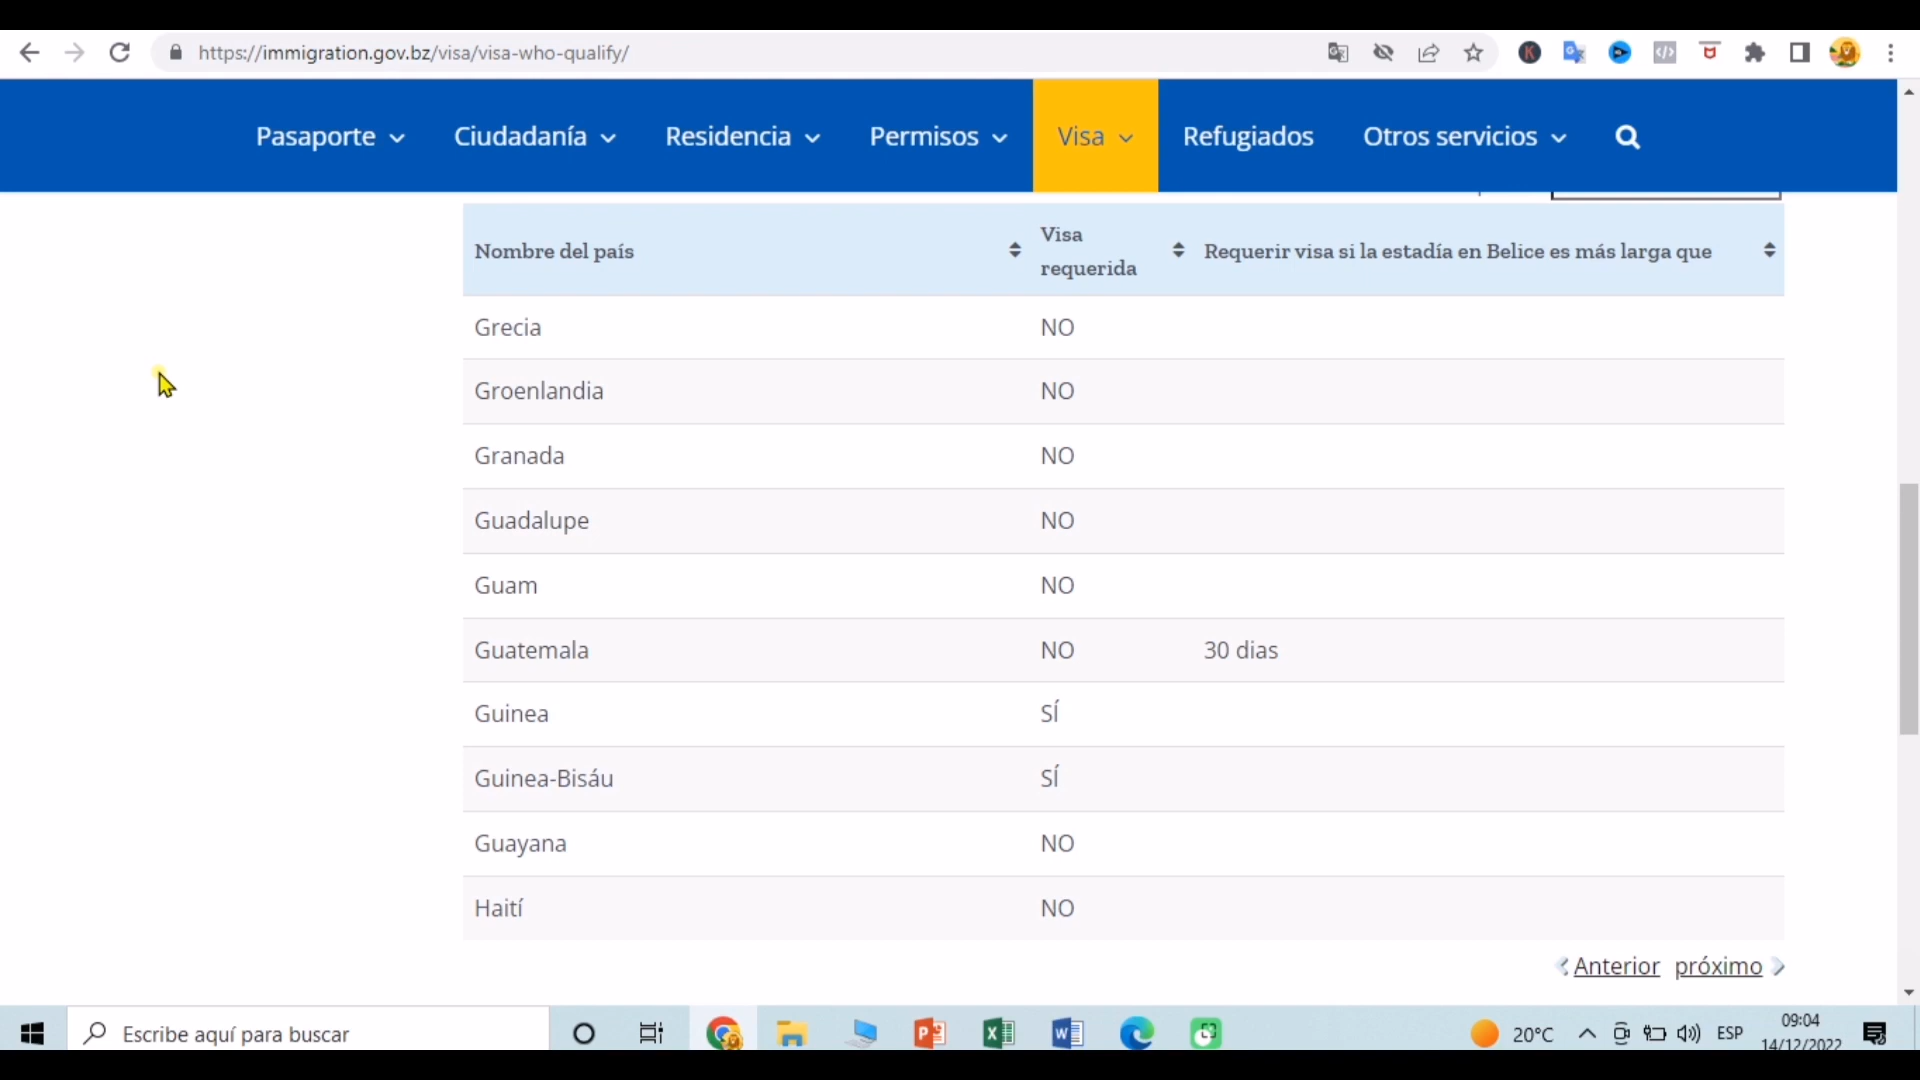 https://immigration.gov.bz/visa/visa-who-qualify/
Pasaporte Ciudadanía Residencia Permisos Visa Refugiados Otros servicios
Nombre del país Visa requerida Requerir visa si la estadía en Belice es más larga que
Grecia NO
Groenlandia NO
Granada NO
Guadalupe NO
Guam NO
Guatemala NO 30 dias
Guinea SÍ
Guinea-Bisáu SÍ
Guayana NO
Haití NO
Anterior próximo
Escribe aquí para buscar 20°C ESP 09:04
14/12/2022